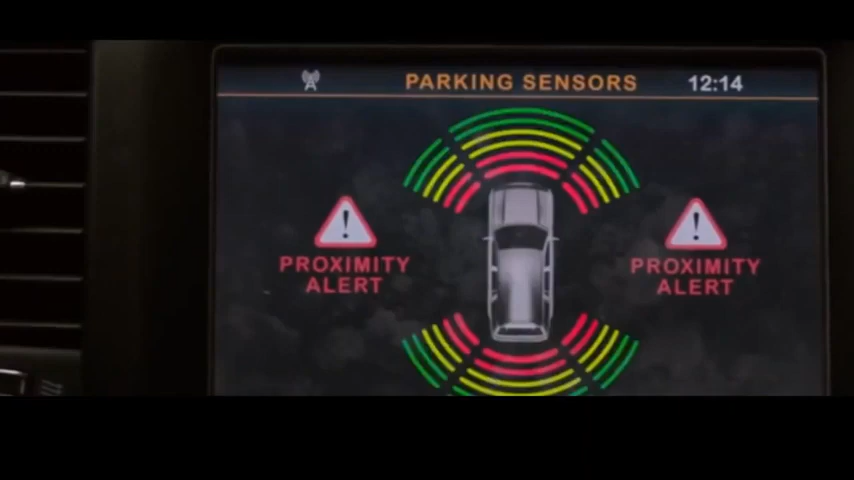 PARKING SENSORS 12:14
PROXIMITY
ALERT
PROXIMITY
ALERT